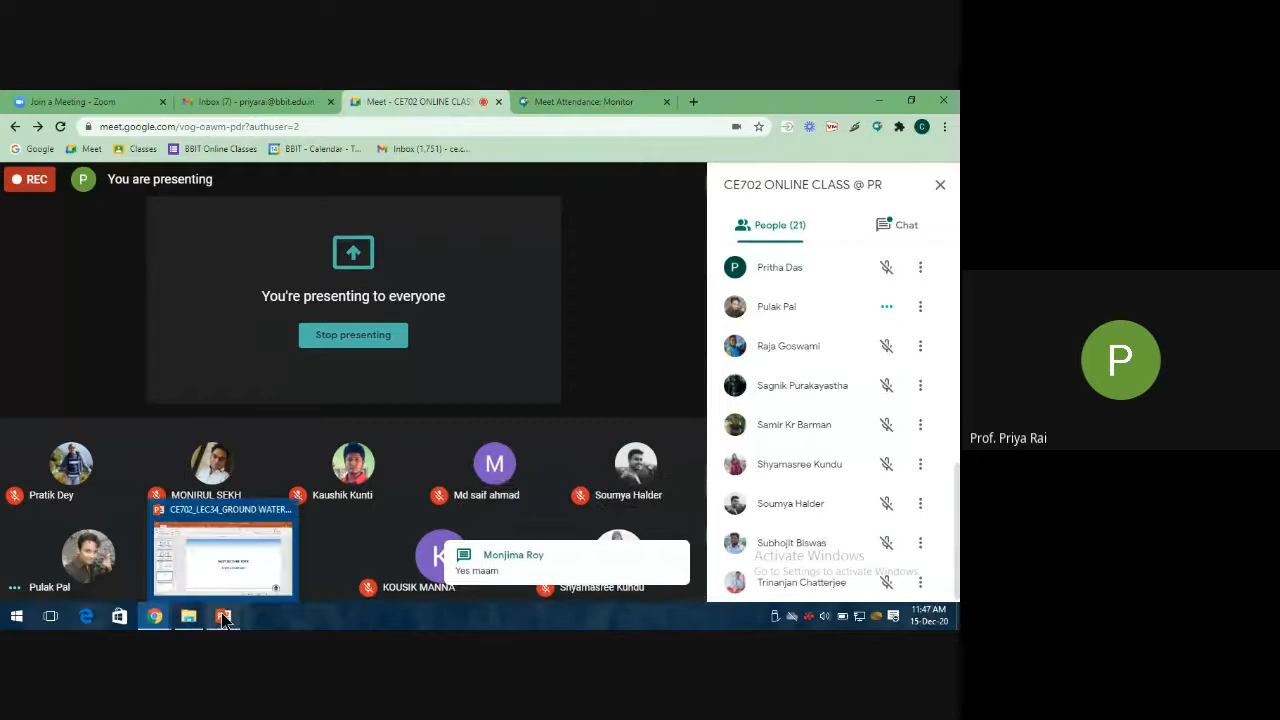 Join a Meeting - Zoom
Inbox (7) - priyarai@bbit.edu.in
Meet - CE702 ONLINE CLAS
Meet Attendance: Monitor
meet.google.com/vog-oawm-pdr?authuser=2
Google
Meet
Classes
BBIT Online Classes
BBIT - Calendar - T...
Inbox (1,751) - ce.c...
REC
P
You are presenting
CE702 ONLINE CLASS @ PR
People (21)
Chat
You're presenting to everyone
Stop presenting
P
Pritha Das
Pulak Pal
Raja Goswami
Sagnik Purakayastha
Samir Kr Barman
Shyamasree Kundu
Soumya Halder
Subhojit Biswas
Trinanjan Chatterjee
Activate Windows
Go to Settings to activate Windows.
M
Pratik Dey
MONIRUL SEKH
Kaushik Kunti
Md saif ahmad
Soumya Halder
CE702_LEC34_GROUND WATER...
K
Monjima Roy
Yes maam
Pulak Pal
KOUSIK MANNA
Shyamasree Kundu
11:47 AM
15-Dec-20
P
Prof. Priya Rai